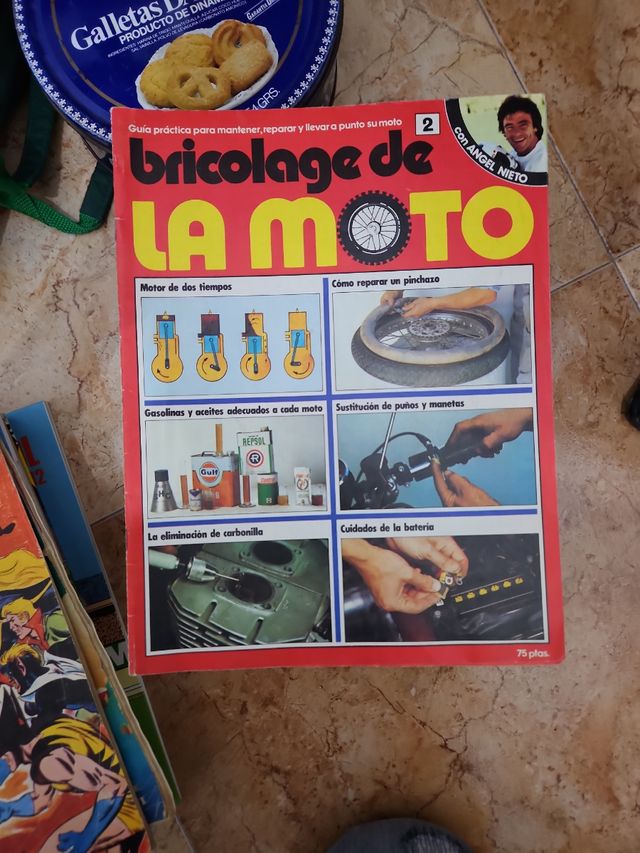 Galletas
PRODUCTO DE DINAM
Guía práctica para mantener, reparar y llevar a punto su moto
2
con ANGEL NIETO
bricolage de
LA MOTO
Motor de dos tiempos
Cómo reparar un pinchazo
Gasolinas y aceites adecuados a cada moto
Sustitución de puños y manetas
REPSOL
Gulf
La eliminación de carbonilla
Cuidados de la batería
75 ptas.